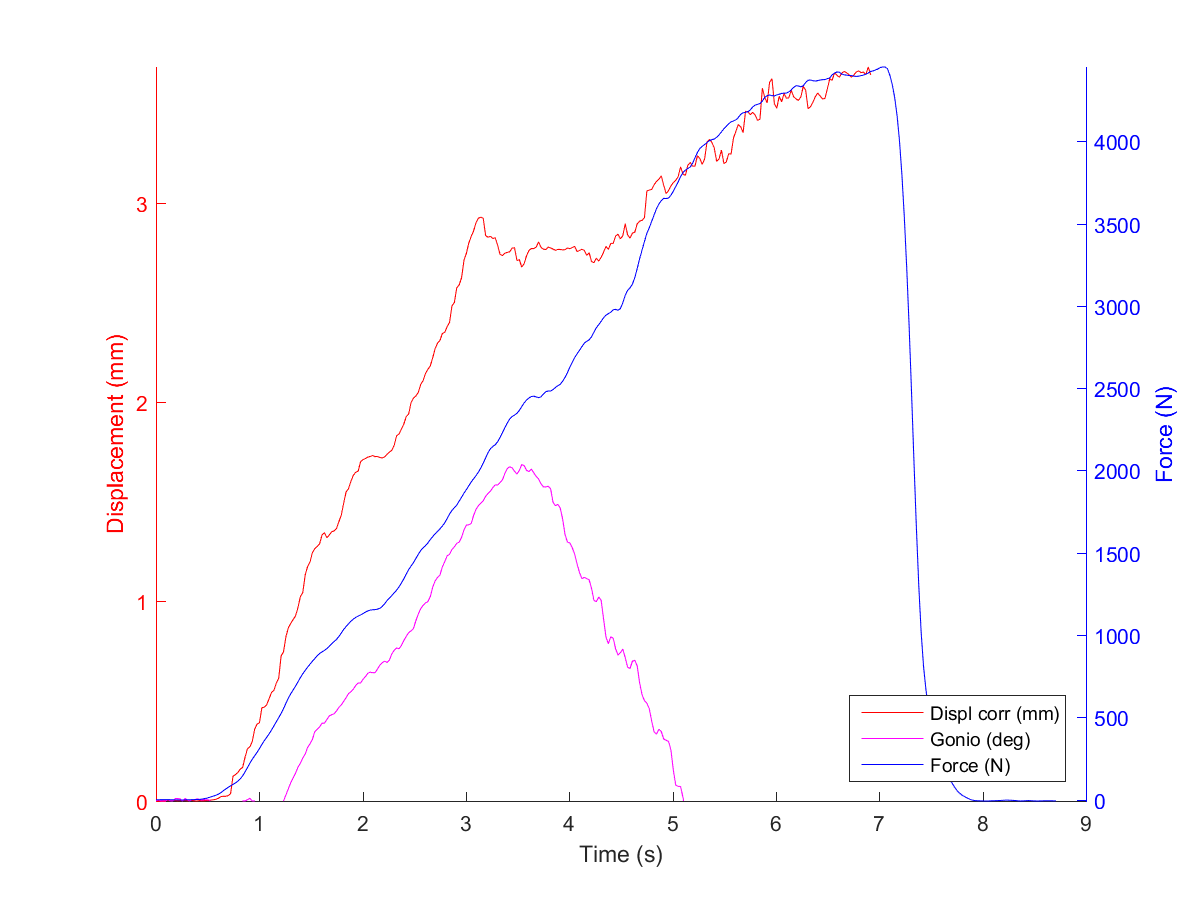 Displacement (mm)
3
2
1
0
4000
3500
3000
2500
2000
1500
1000
500
0
Force (N)
Displ corr (mm)
Gonio (deg)
Force (N)
0 1 2 3 4 5 6 7 8 9
Time (s)